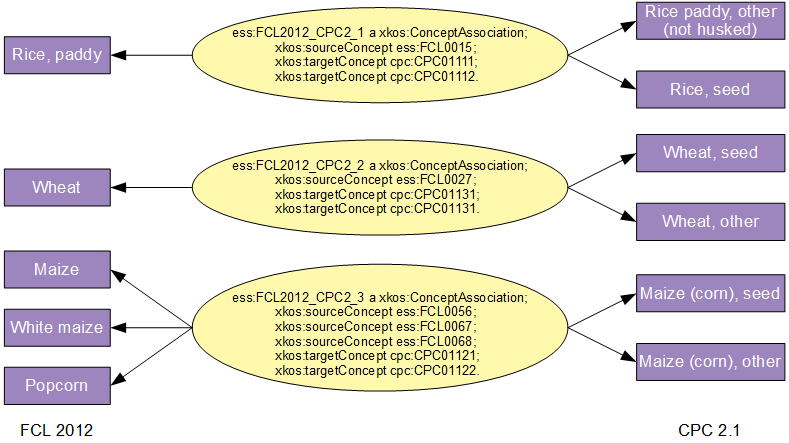 Rice, paddy
ess:FCL2012_CPC2_1 a xkos:ConceptAssociation;
xkos:sourceConcept ess:FCL0015;
xkos:targetConcept cpc:CPC01111;
xkos:targetConcept cpc:CPC01112.
Rice paddy, other
(not husked)
Rice, seed
Wheat
ess:FCL2012_CPC2_2 a xkos:ConceptAssociation;
xkos:sourceConcept ess:FCL0027;
xkos:targetConcept cpc:CPC01131;
xkos:targetConcept cpc:CPC01131.
Wheat, seed
Wheat, other
Maize
White maize
Popcorn
ess:FCL2012_CPC2_3 a xkos:ConceptAssociation;
xkos:sourceConcept ess:FCL0056;
xkos:sourceConcept ess:FCL0067;
xkos:sourceConcept ess:FCL0068;
xkos:targetConcept cpc:CPC01121;
xkos:targetConcept cpc:CPC01122.
Maize (corn), seed
Maize (corn), other
FCL 2012
CPC 2.1